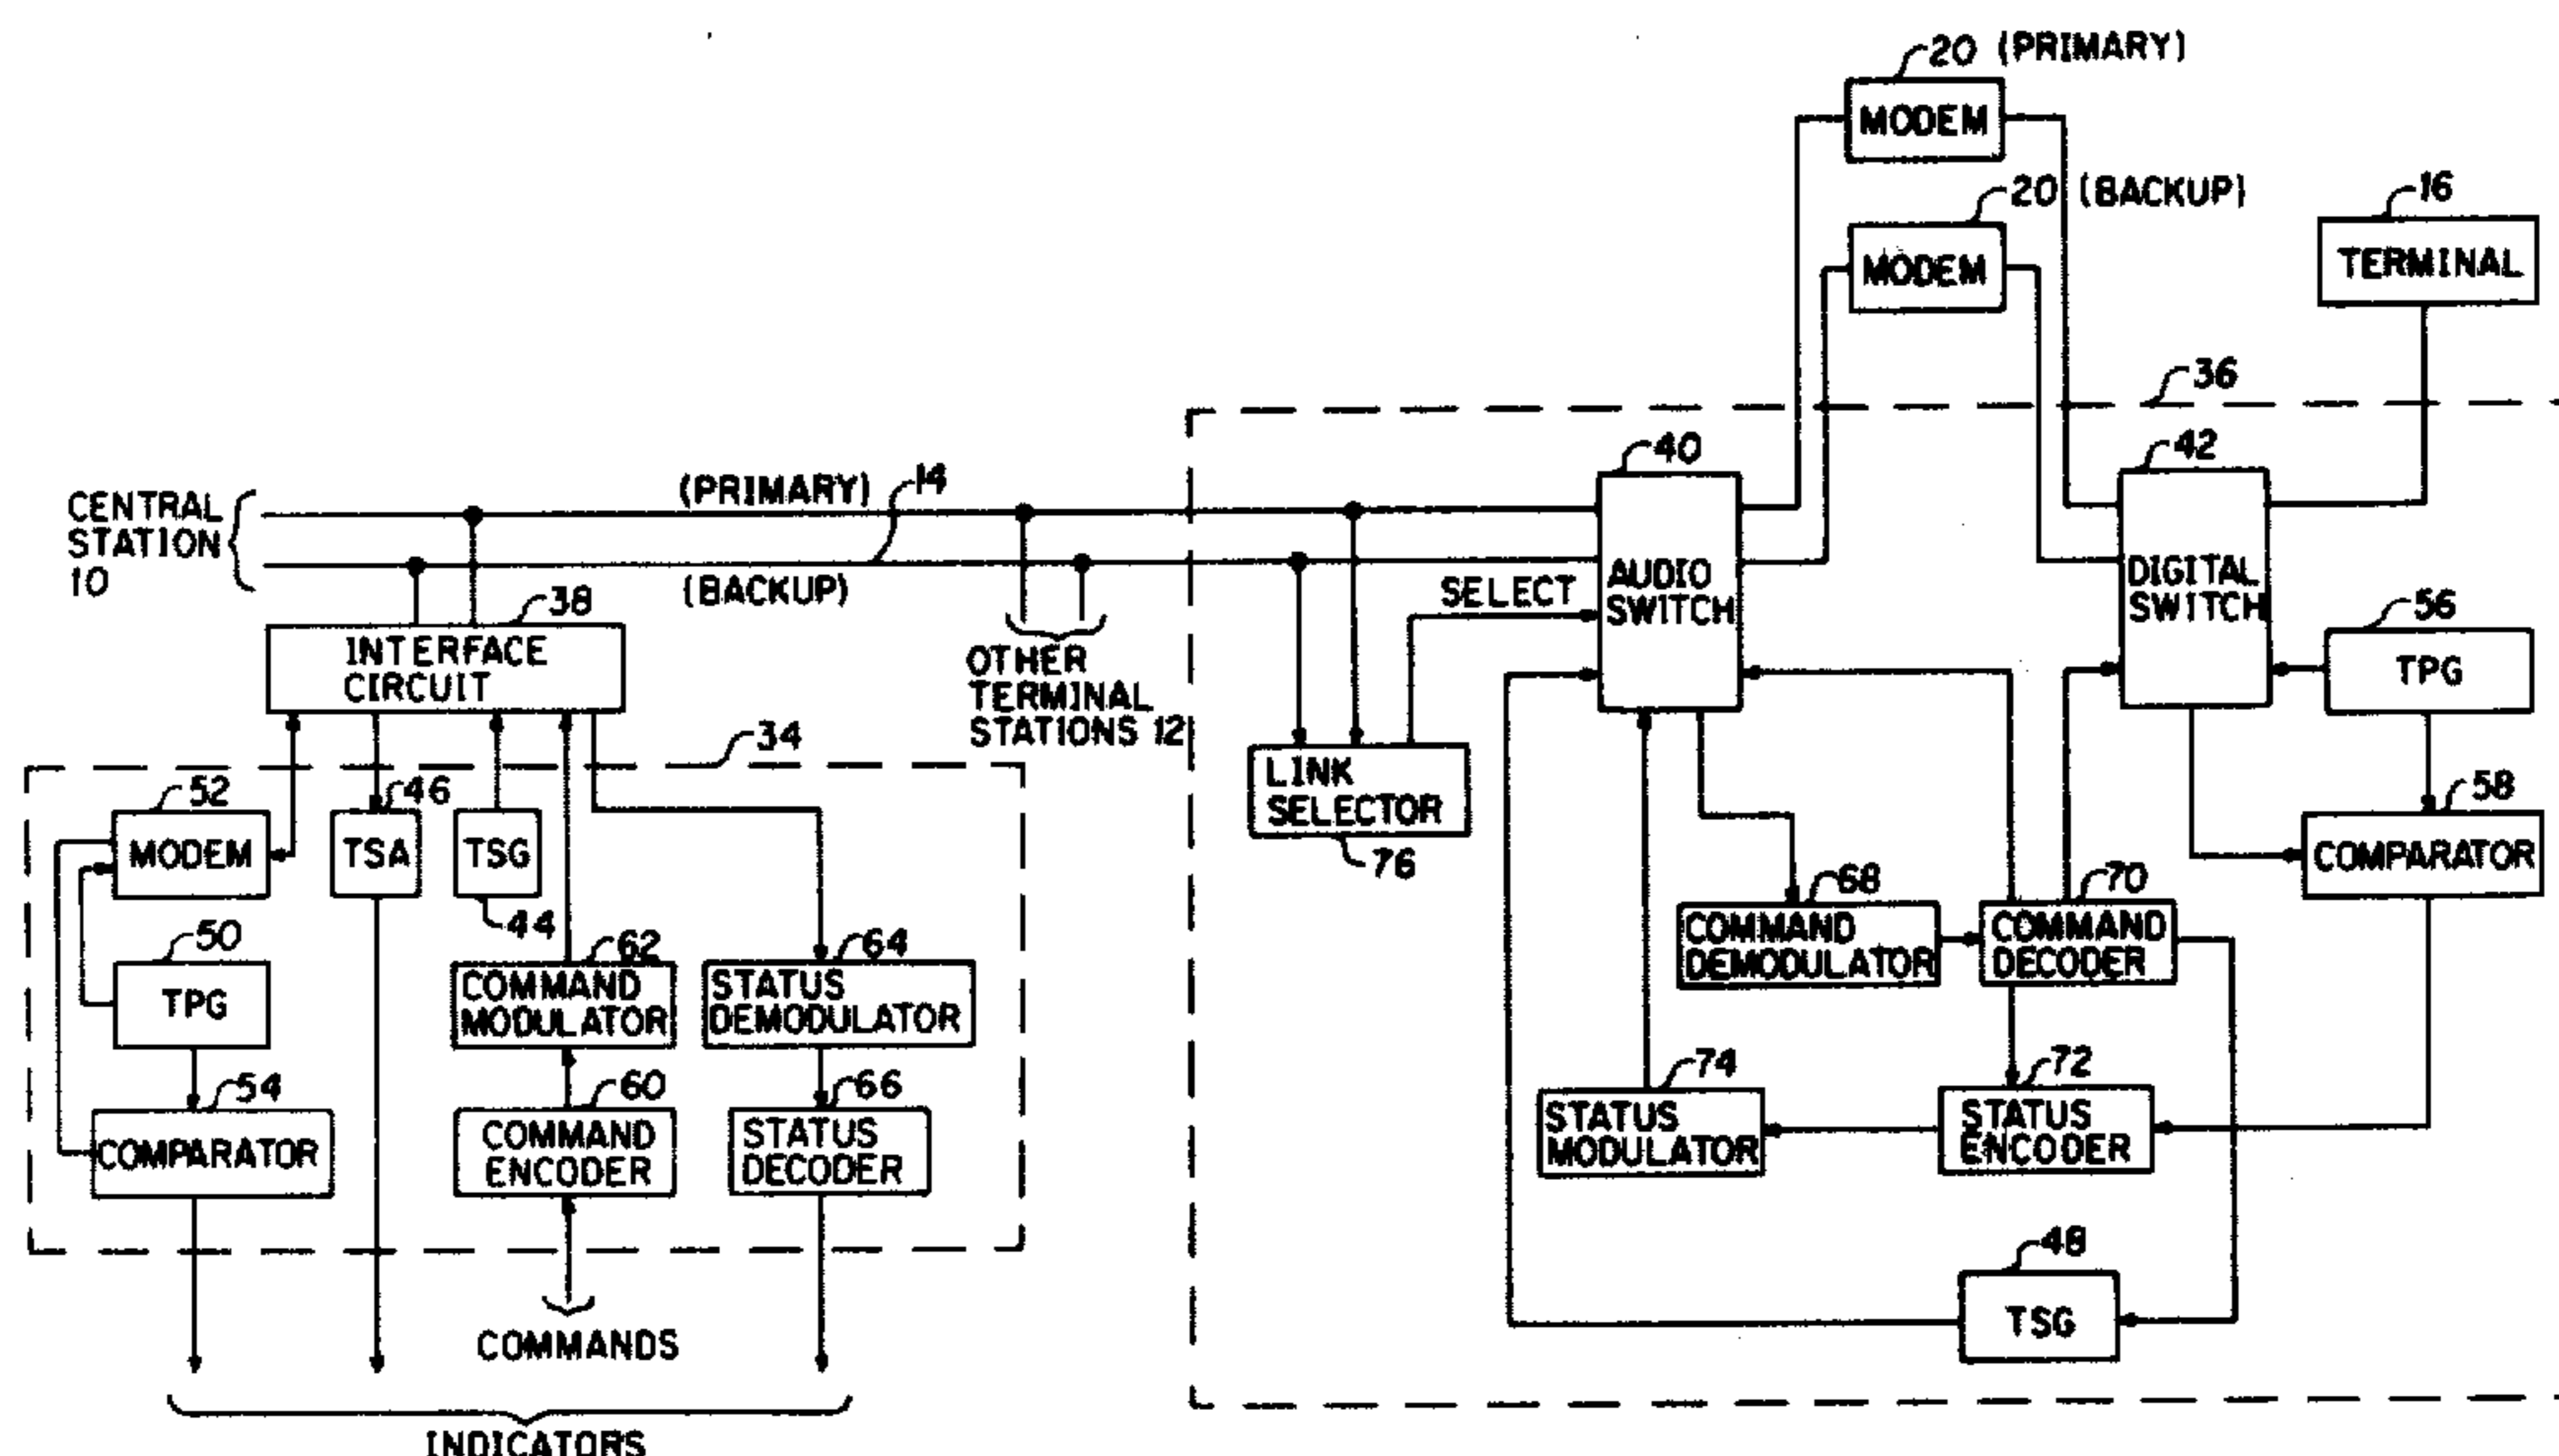 20 (PRIMARY)
MODEM
20 (BACKUP)
MODEM
16
TERMINAL
36
40
42
CENTRAL
STATION
10
(PRIMARY)
14
(BACKUP)
38
INTERFACE
CIRCUIT
OTHER
TERMINAL
STATIONS 12
SELECT
AUDIO
SWITCH
DIGITAL
SWITCH
56
TPG
34
LINK
SELECTOR
76
58
COMPARATOR
52
MODEM
46
TSA
TSG
44
68
COMMAND
DEMODULATOR
70
COMMAND
DECODER
50
TPG
62
COMMAND
MODULATOR
64
STATUS
DEMODULATOR
54
COMPARATOR
60
COMMAND
ENCODER
66
STATUS
DECODER
74
STATUS
MODULATOR
72
STATUS
ENCODER
48
TSG
COMMANDS
INDICATORS